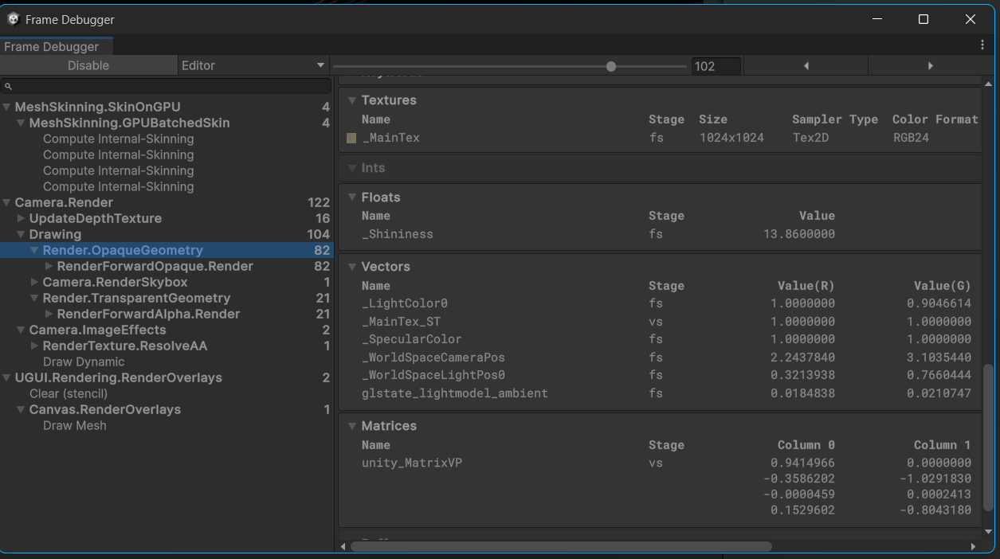 Frame Debugger
Frame Debugger
Disable Editor 102
MeshSkinning.SkinOnGPU 4
MeshSkinning.GPUBatchedSkin 4
Compute Internal-Skinning
Compute Internal-Skinning
Compute Internal-Skinning
Compute Internal-Skinning
Camera.Render 122
UpdateDepthTexture 16
Drawing 104
Render.OpaqueGeometry 82
RenderForwardOpaque.Render 82
Camera.RenderSkybox 1
Render.TransparentGeometry 21
RenderForwardAlpha.Render 21
Camera.ImageEffects 2
RenderTexture.ResolveAA 1
Draw Dynamic
UGUI.Rendering.RenderOverlays 2
Clear (stencil)
Canvas.RenderOverlays 1
Draw Mesh
Textures
Name Stage Size Sampler Type Color Format
_MainTex fs 1024x1024 Tex2D RGB24
Ints
Floats
Name Stage Value
_Shininess fs 13.8600000
Vectors
Name Stage Value(R) Value(G)
_LightColor0 fs 1.0000000 0.9046614
_MainTex_ST vs 1.0000000 1.0000000
_SpecularColor fs 1.0000000 1.0000000
_WorldSpaceCameraPos fs 2.2437840 3.1035440
_WorldSpaceLightPos0 fs 0.3213938 0.7660444
glstate_lightmodel_ambient fs 0.0184838 0.0210747
Matrices
Name Stage Column 0 Column 1
unity_MatrixVP vs 0.9414966 0.0000000
-0.3586202 -1.0291830
-0.0000459 0.0002413
0.1529602 -0.8043180